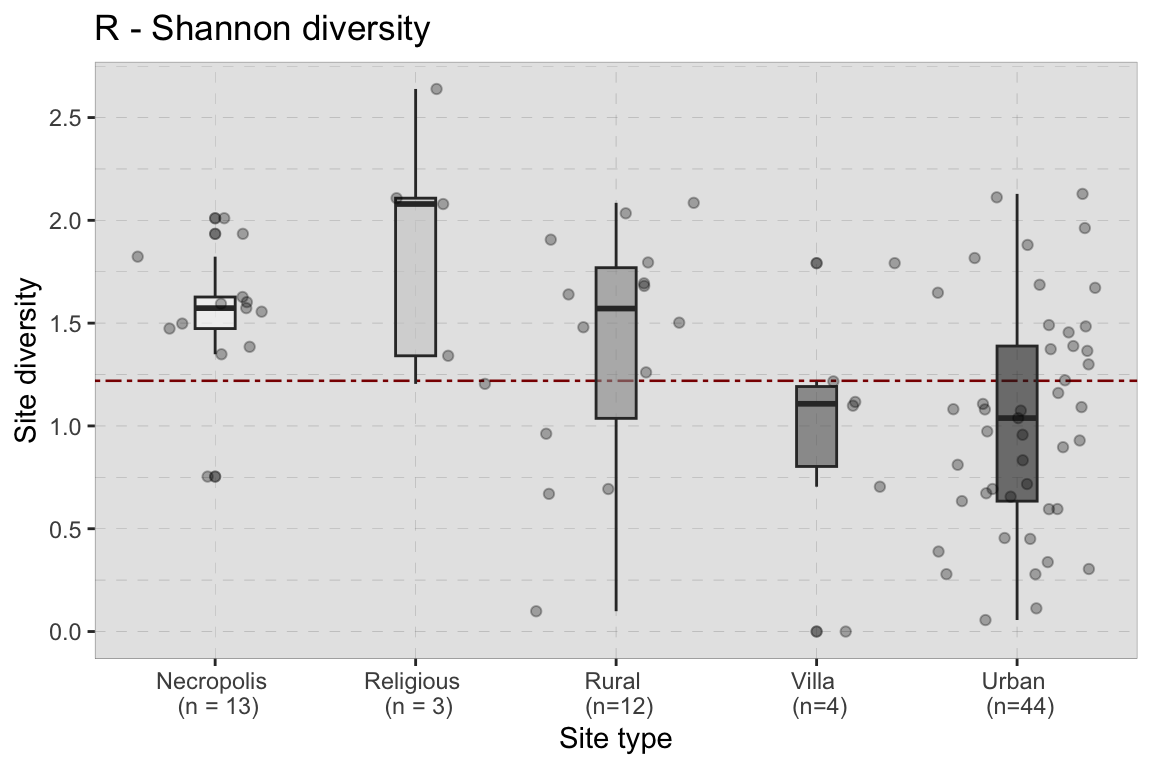 R - Shannon diversity
Site diversity
2.5
2.0
1.5
1.0
0.5
0.0
Necropolis Religious Rural Villa Urban
(n = 13) (n = 3) (n=12) (n=4) (n=44)
Site type